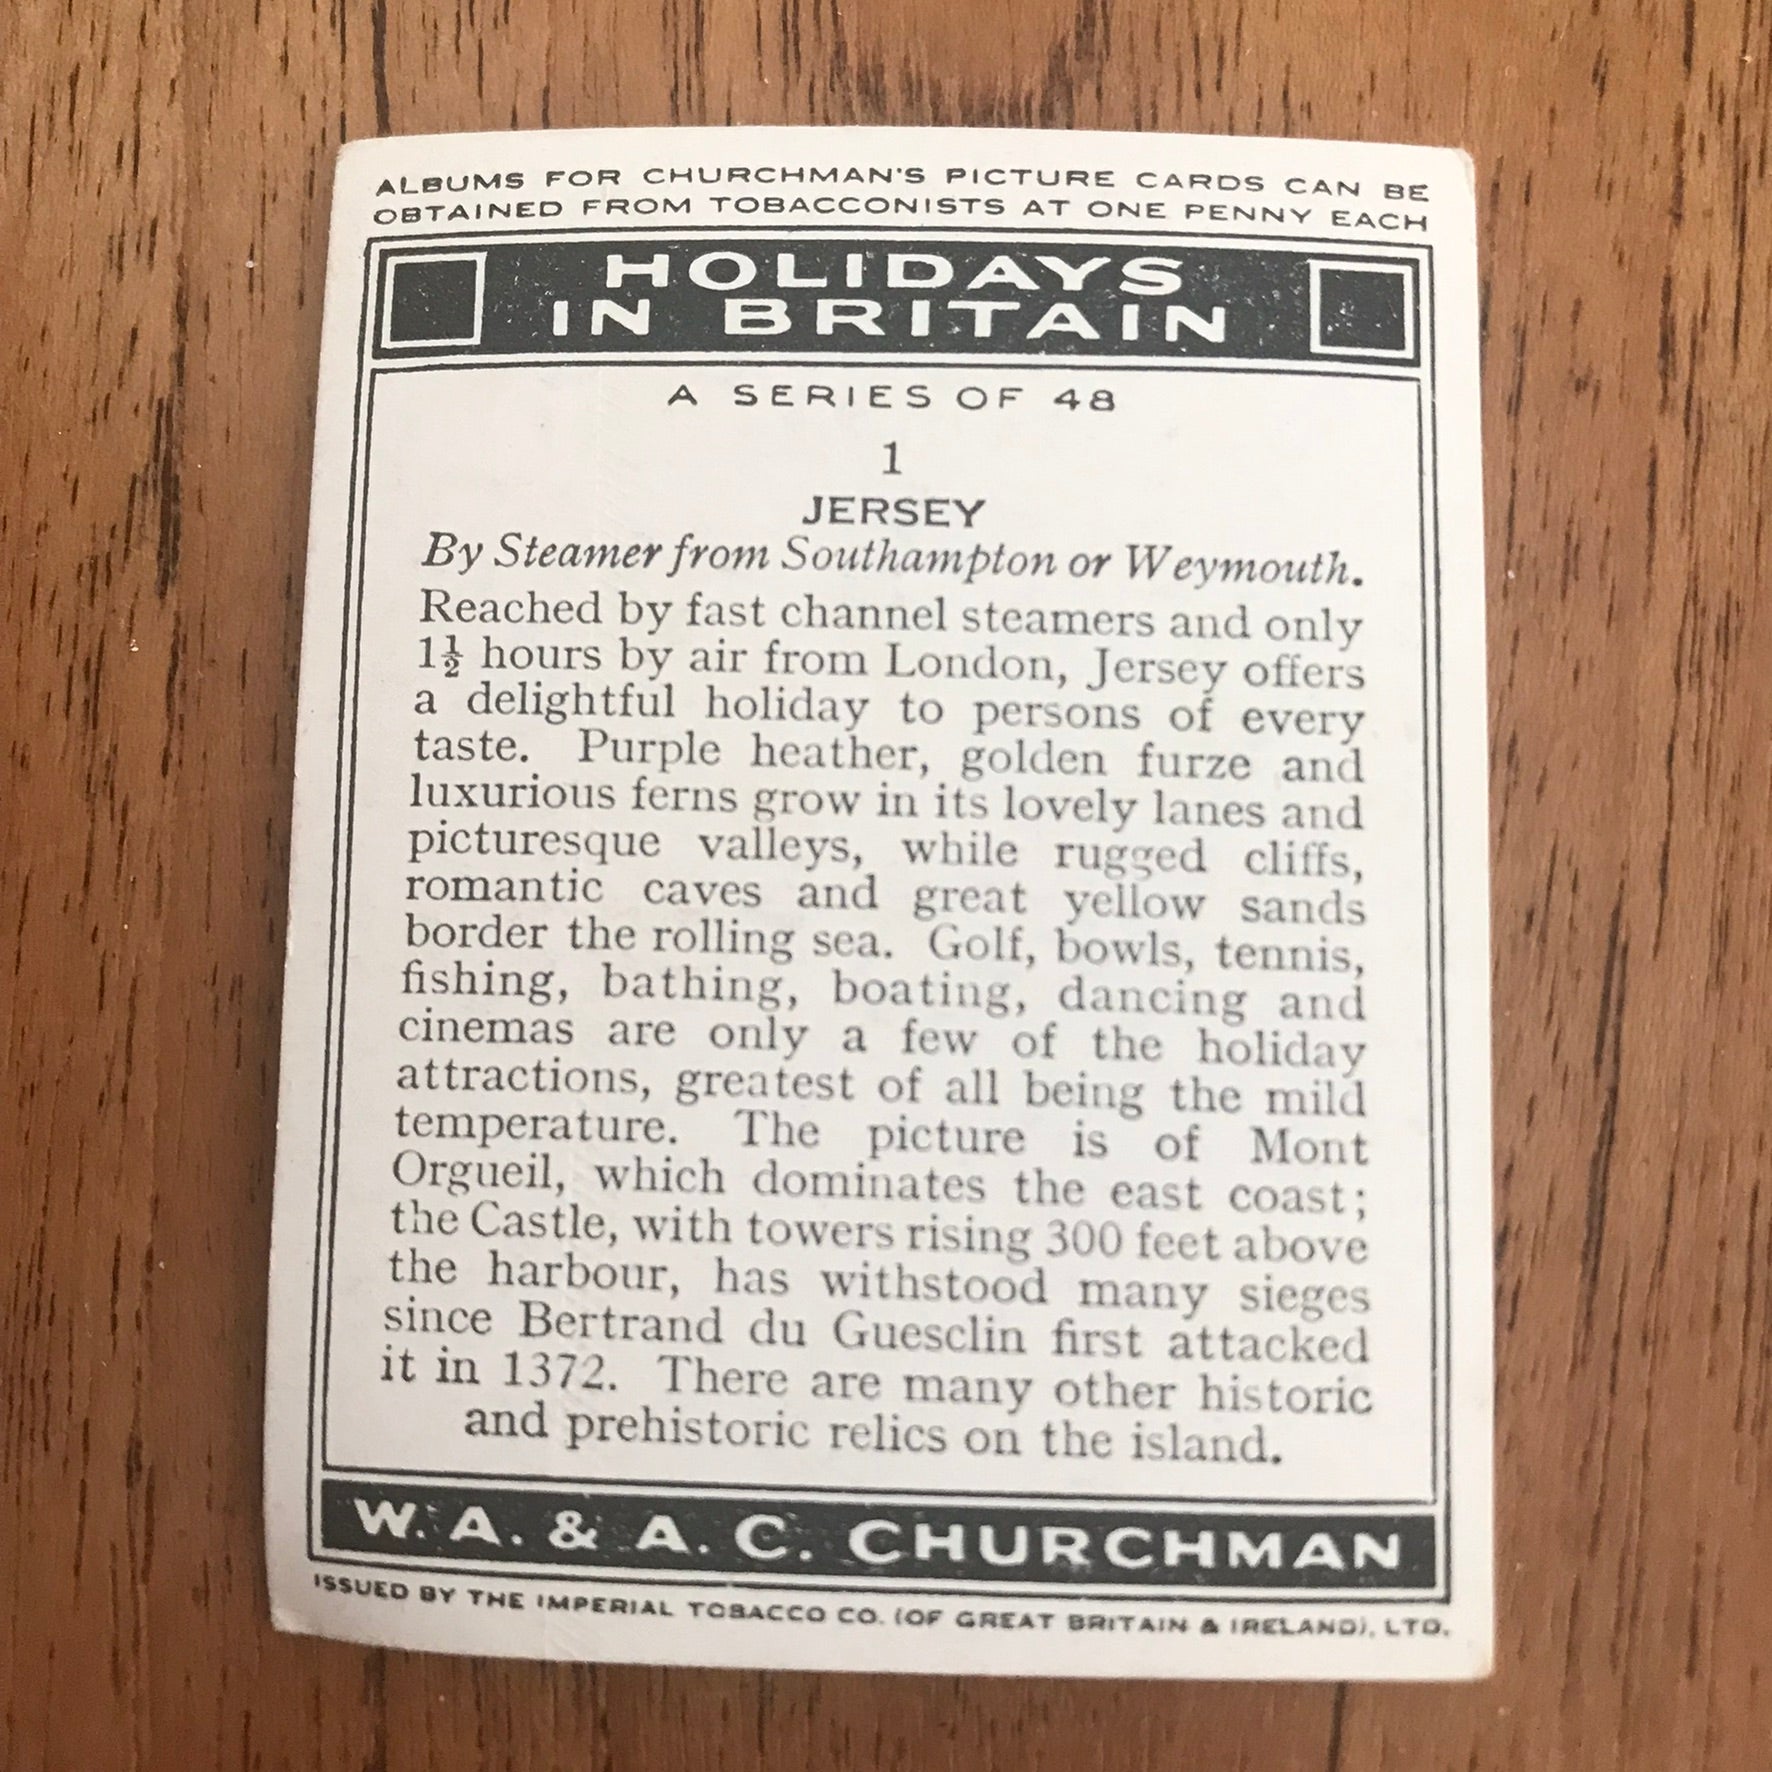 ALBUMS FOR CHURCHMAN'S PICTURE CARDS CAN BE
OBTAINED FROM TOBACCONISTS AT ONE PENNY EACH
HOLIDAYS
IN BRITAIN
A SERIES OF 48
1
JERSEY
By Steamer from Southampton or Weymouth.
Reached by fast channel steamers and only
1½ hours by air from London, Jersey offers
a delightful holiday to persons of every
taste. Purple heather, golden furze and
luxurious ferns grow in its lovely lanes and
picturesque valleys, while rugged cliffs,
romantic caves and great yellow sands
border the rolling sea. Golf, bowls, tennis,
fishing, bathing, boating, dancing and
cinemas are only a few of the holiday
attractions, greatest of all being the mild
temperature. The picture is of Mont
Orgueil, which dominates the east coast;
the Castle, with towers rising 300 feet above
the harbour, has withstood many sieges
since Bertrand du Guesclin first attacked
it in 1372. There are many other historic
and prehistoric relics on the island.
W. A. & A. C. CHURCHMAN
ISSUED BY THE IMPERIAL TOBACCO CO. (OF GREAT BRITAIN & IRELAND), LTD.